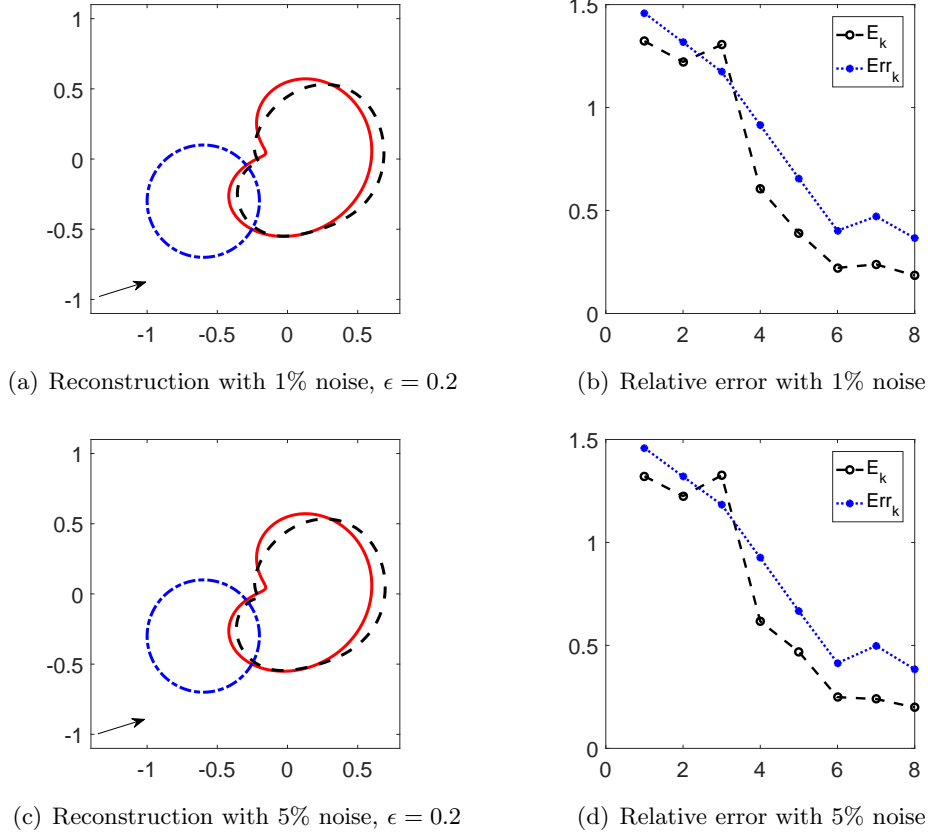 1
0.5
0
-0.5
-1
-1 -0.5 0 0.5
(a) Reconstruction with 1% noise, ϵ = 0.2
1.5
1
0.5
0
0 2 4 6 8
E_k
Err_k
(b) Relative error with 1% noise
1
0.5
0
-0.5
-1
-1 -0.5 0 0.5
(c) Reconstruction with 5% noise, ϵ = 0.2
1.5
1
0.5
0
0 2 4 6 8
E_k
Err_k
(d) Relative error with 5% noise